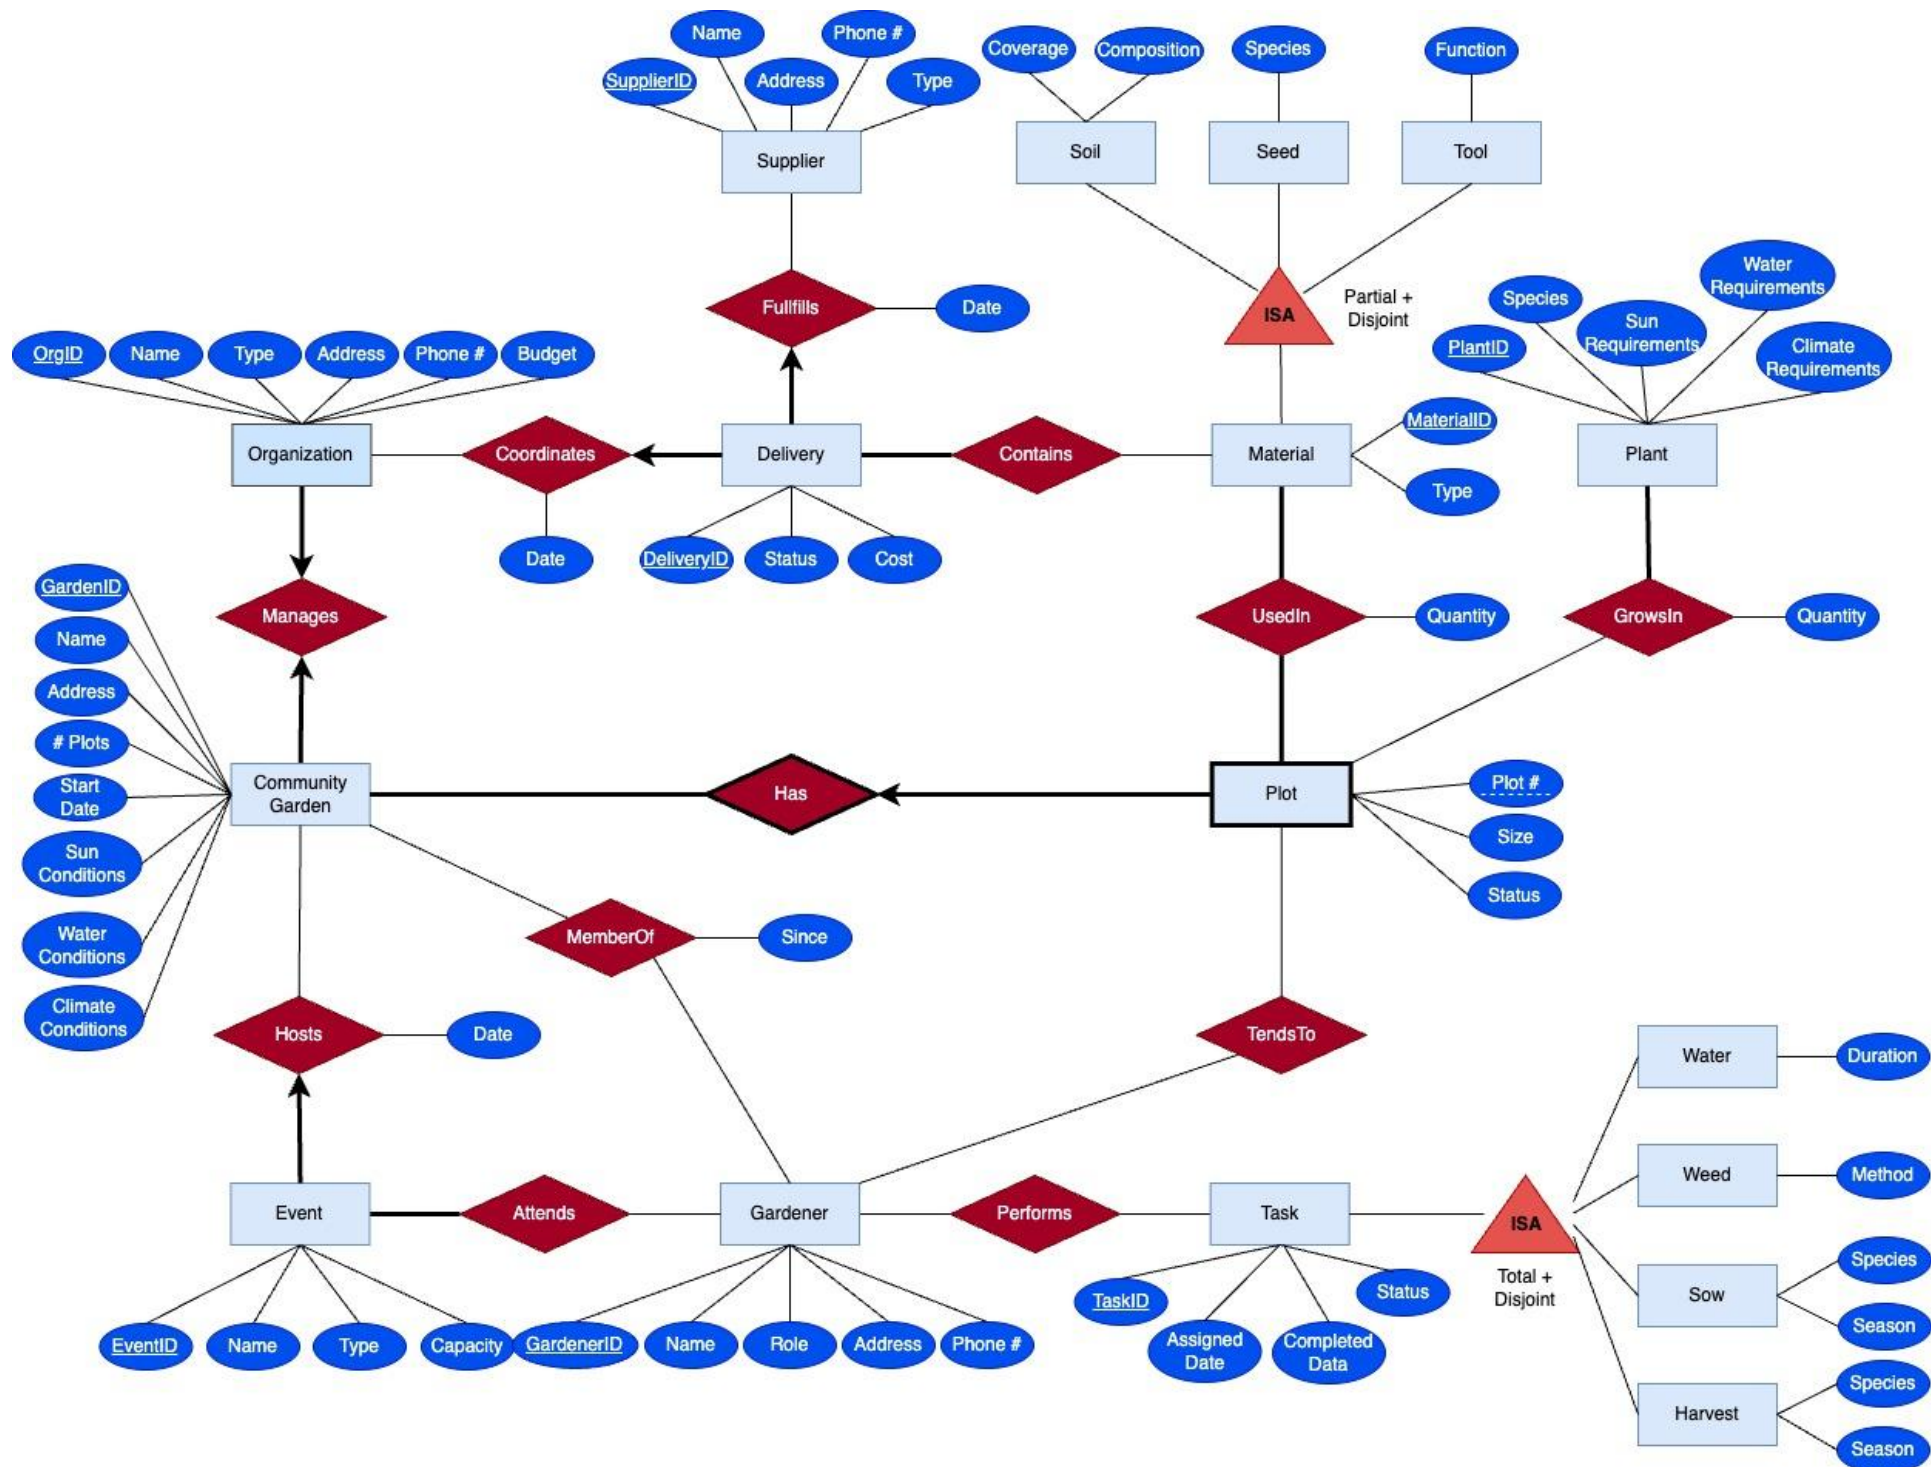 Name
Phone #
SupplierID
Address
Type
Coverage
Composition
Species
Function
Supplier
Soil
Seed
Tool
Fullfills
Date
ISA
Partial +
Disjoint
Species
Water
Requirements
Sun
Requirements
PlantID
Climate
Requirements
OrgID
Name
Type
Address
Phone #
Budget
Organization
Coordinates
Delivery
Contains
Material
MaterialID
Type
Plant
Date
DeliveryID
Status
Cost
GardenID
Name
Address
# Plots
Start
Date
Sun
Conditions
Water
Conditions
Climate
Conditions
Manages
UsedIn
Quantity
GrowsIn
Quantity
Community
Garden
Has
Plot
Plot #
Size
Status
MemberOf
Since
Hosts
Date
TendsTo
Event
Attends
Gardener
Performs
Task
ISA
Total +
Disjoint
Water
Duration
Weed
Method
Sow
Species
Season
Harvest
Species
Season
EventID
Name
Type
Capacity
GardenerID
Name
Role
Address
Phone #
TaskID
Assigned
Date
Completed
Data
Status